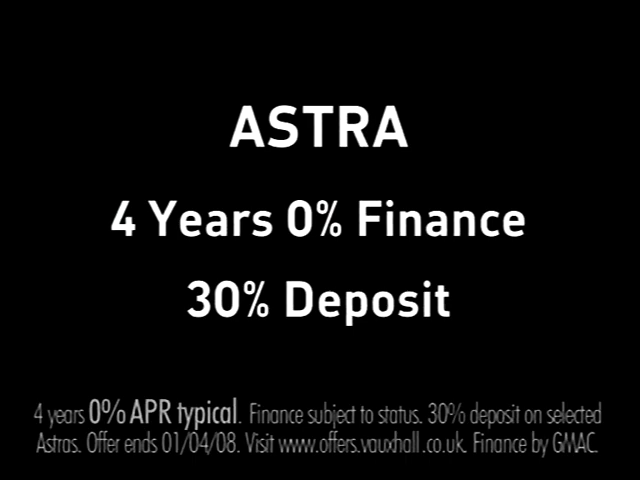 ASTRA
4 Years 0% Finance
30% Deposit
4 years 0% APR typical. Finance subject to status. 30% deposit on selected
Astras. Offer ends 01/04/08. Visit www.offers.vauxhall.co.uk. Finance by GMAC.